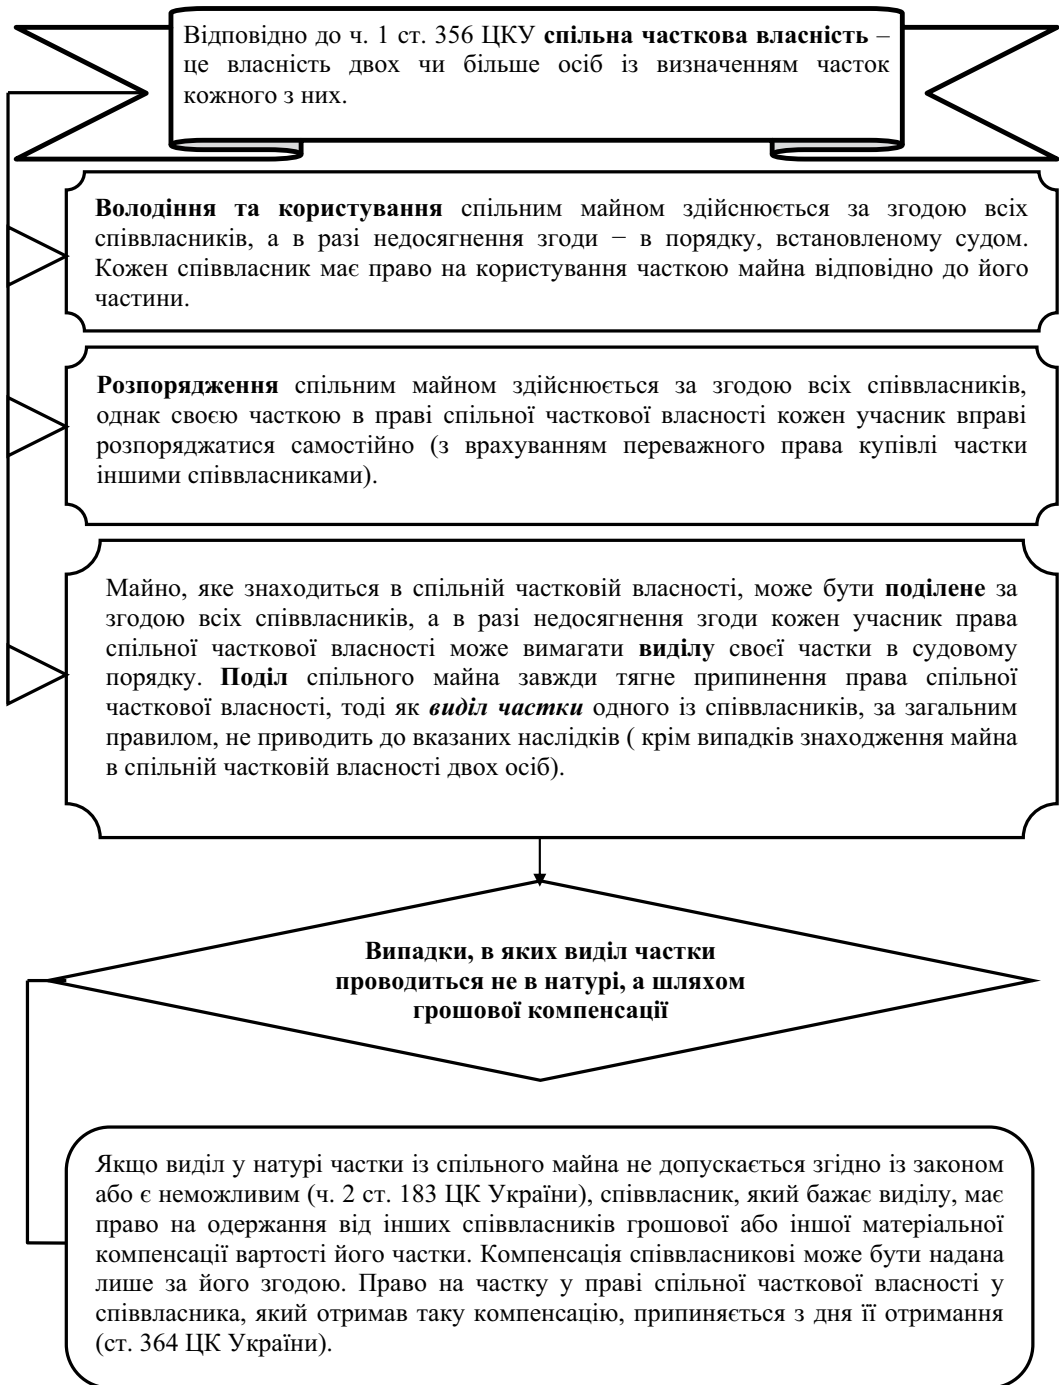 Відповідно до ч. 1 ст. 356 ЦКУ спільна часткова власність –
це власність двох чи більше осіб із визначенням часток
кожного з них.
Володіння та користування спільним майном здійснюється за згодою всіх
співвласників, а в разі недосягнення згоди − в порядку, встановленому судом.
Кожен співвласник має право на користування часткою майна відповідно до його
частини.
Розпорядження спільним майном здійснюється за згодою всіх співвласників,
однак своєю часткою в праві спільної часткової власності кожен учасник вправі
розпоряджатися самостійно (з врахуванням переважного права купівлі частки
іншими співвласниками).
Майно, яке знаходиться в спільній частковій власності, може бути поділене за
згодою всіх співвласників, а в разі недосягнення згоди кожен учасник права
спільної часткової власності може вимагати виділу своєї частки в судовому
порядку. Поділ спільного майна завжди тягне припинення права спільної
часткової власності, тоді як виділ частки одного із співвласників, за загальним
правилом, не приводить до вказаних наслідків ( крім випадків знаходження майна
в спільній частковій власності двох осіб).
Випадки, в яких виділ частки
проводиться не в натурі, а шляхом
грошової компенсації
Якщо виділ у натурі частки із спільного майна не допускається згідно із законом
або є неможливим (ч. 2 ст. 183 ЦК України), співвласник, який бажає виділу, має
право на одержання від інших співвласників грошової або іншої матеріальної
компенсації вартості його частки. Компенсація співвласникові може бути надана
лише за його згодою. Право на частку у праві спільної часткової власності у
співвласника, який отримав таку компенсацію, припиняється з дня її отримання
(ст. 364 ЦК України).